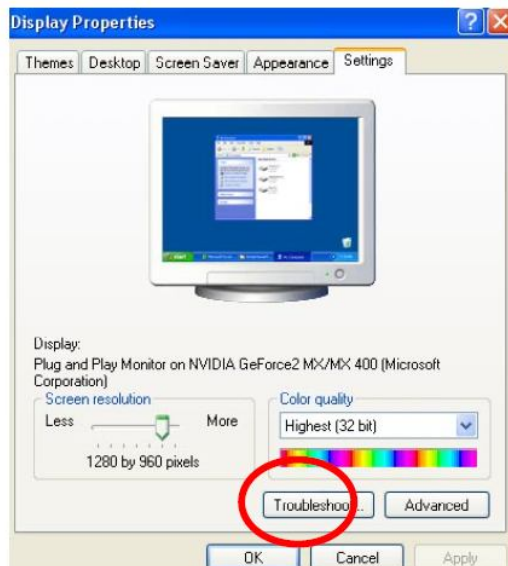 Display Properties
Themes Desktop Screen Saver Appearance Settings
Display:
Plug and Play Monitor on NVIDIA GeForce2 MX/MX 400 (Microsoft
Corporation)
Screen resolution
Less More
1280 by 960 pixels
Color quality
Highest (32 bit)
Troubleshoo... Advanced
OK Cancel Apply